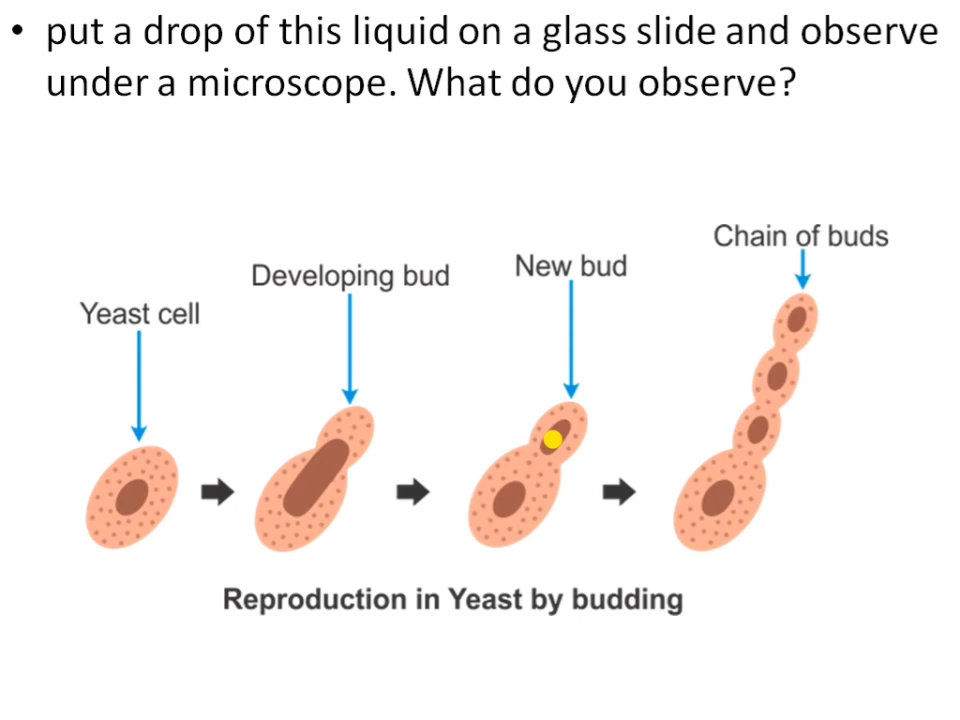 • put a drop of this liquid on a glass slide and observe
under a microscope. What do you observe?
Chain of buds
New bud
Developing bud
Yeast cell
Reproduction in Yeast by budding